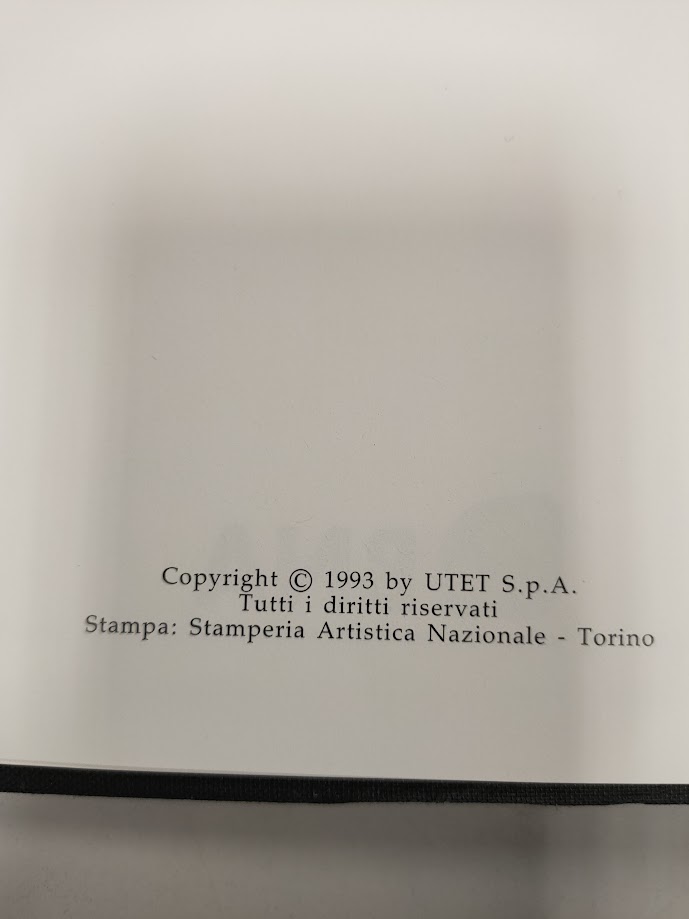 Copyright © 1993 by UTET S.p.A.
Tutti i diritti riservati
Stampa: Stamperia Artistica Nazionale - Torino